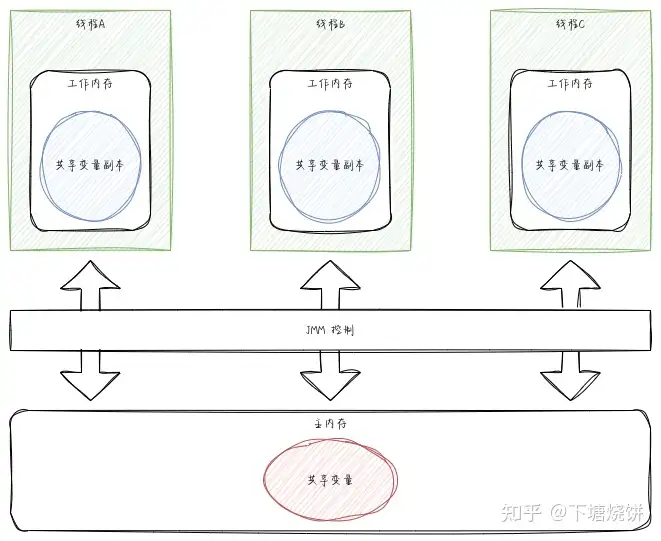 线程A
线程B
线程C
工作内存
工作内存
工作内存
共享变量副本
共享变量副本
共享变量副本
JMM 控制
主内存
共享变量
知乎 @下塘烧饼